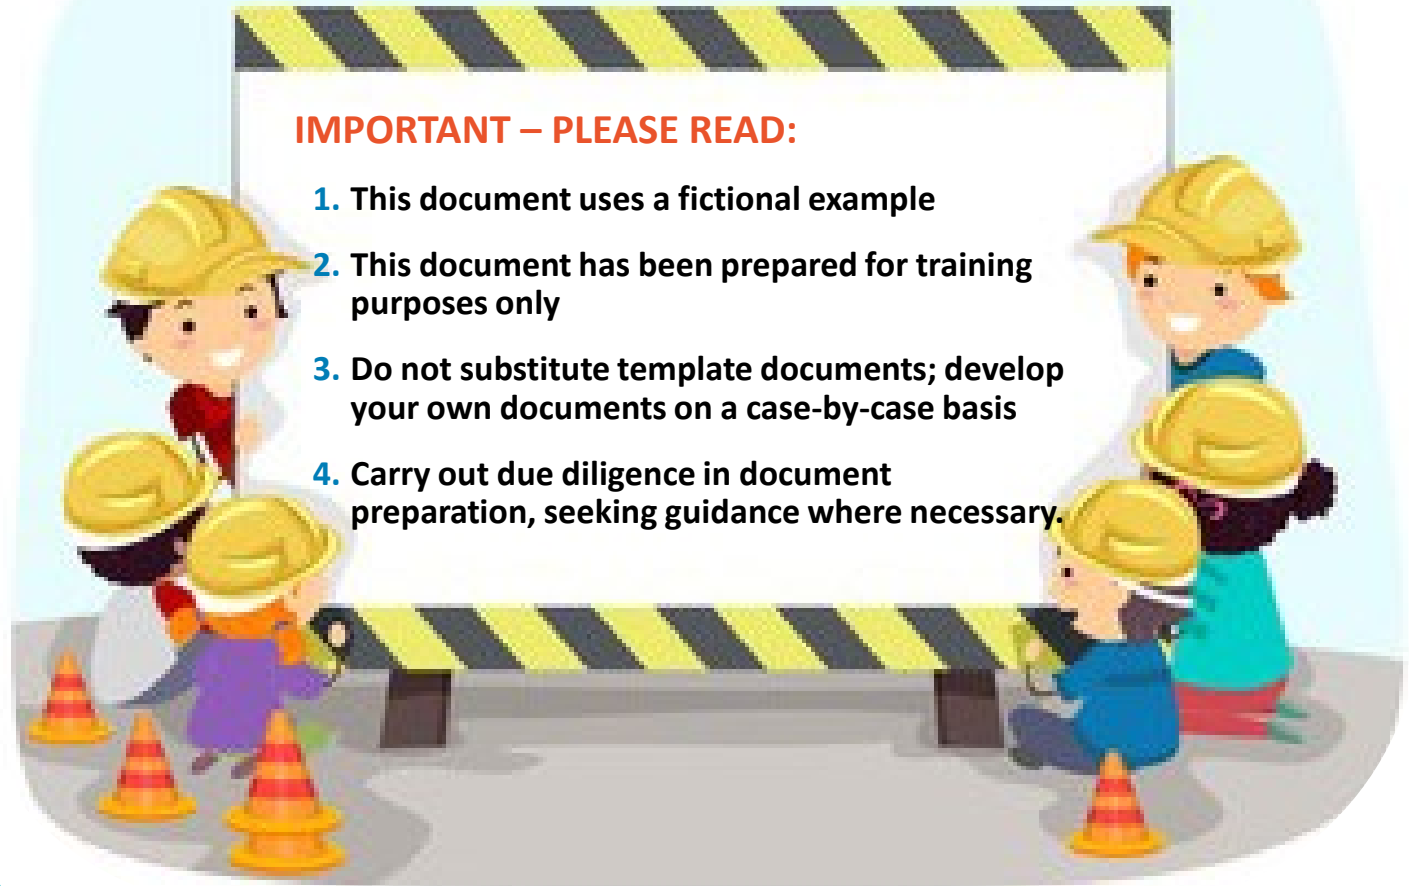 IMPORTANT – PLEASE READ:
1. This document uses a fictional example
2. This document has been prepared for training
purposes only
3. Do not substitute template documents; develop
your own documents on a case-by-case basis
4. Carry out due diligence in document
preparation, seeking guidance where necessary.